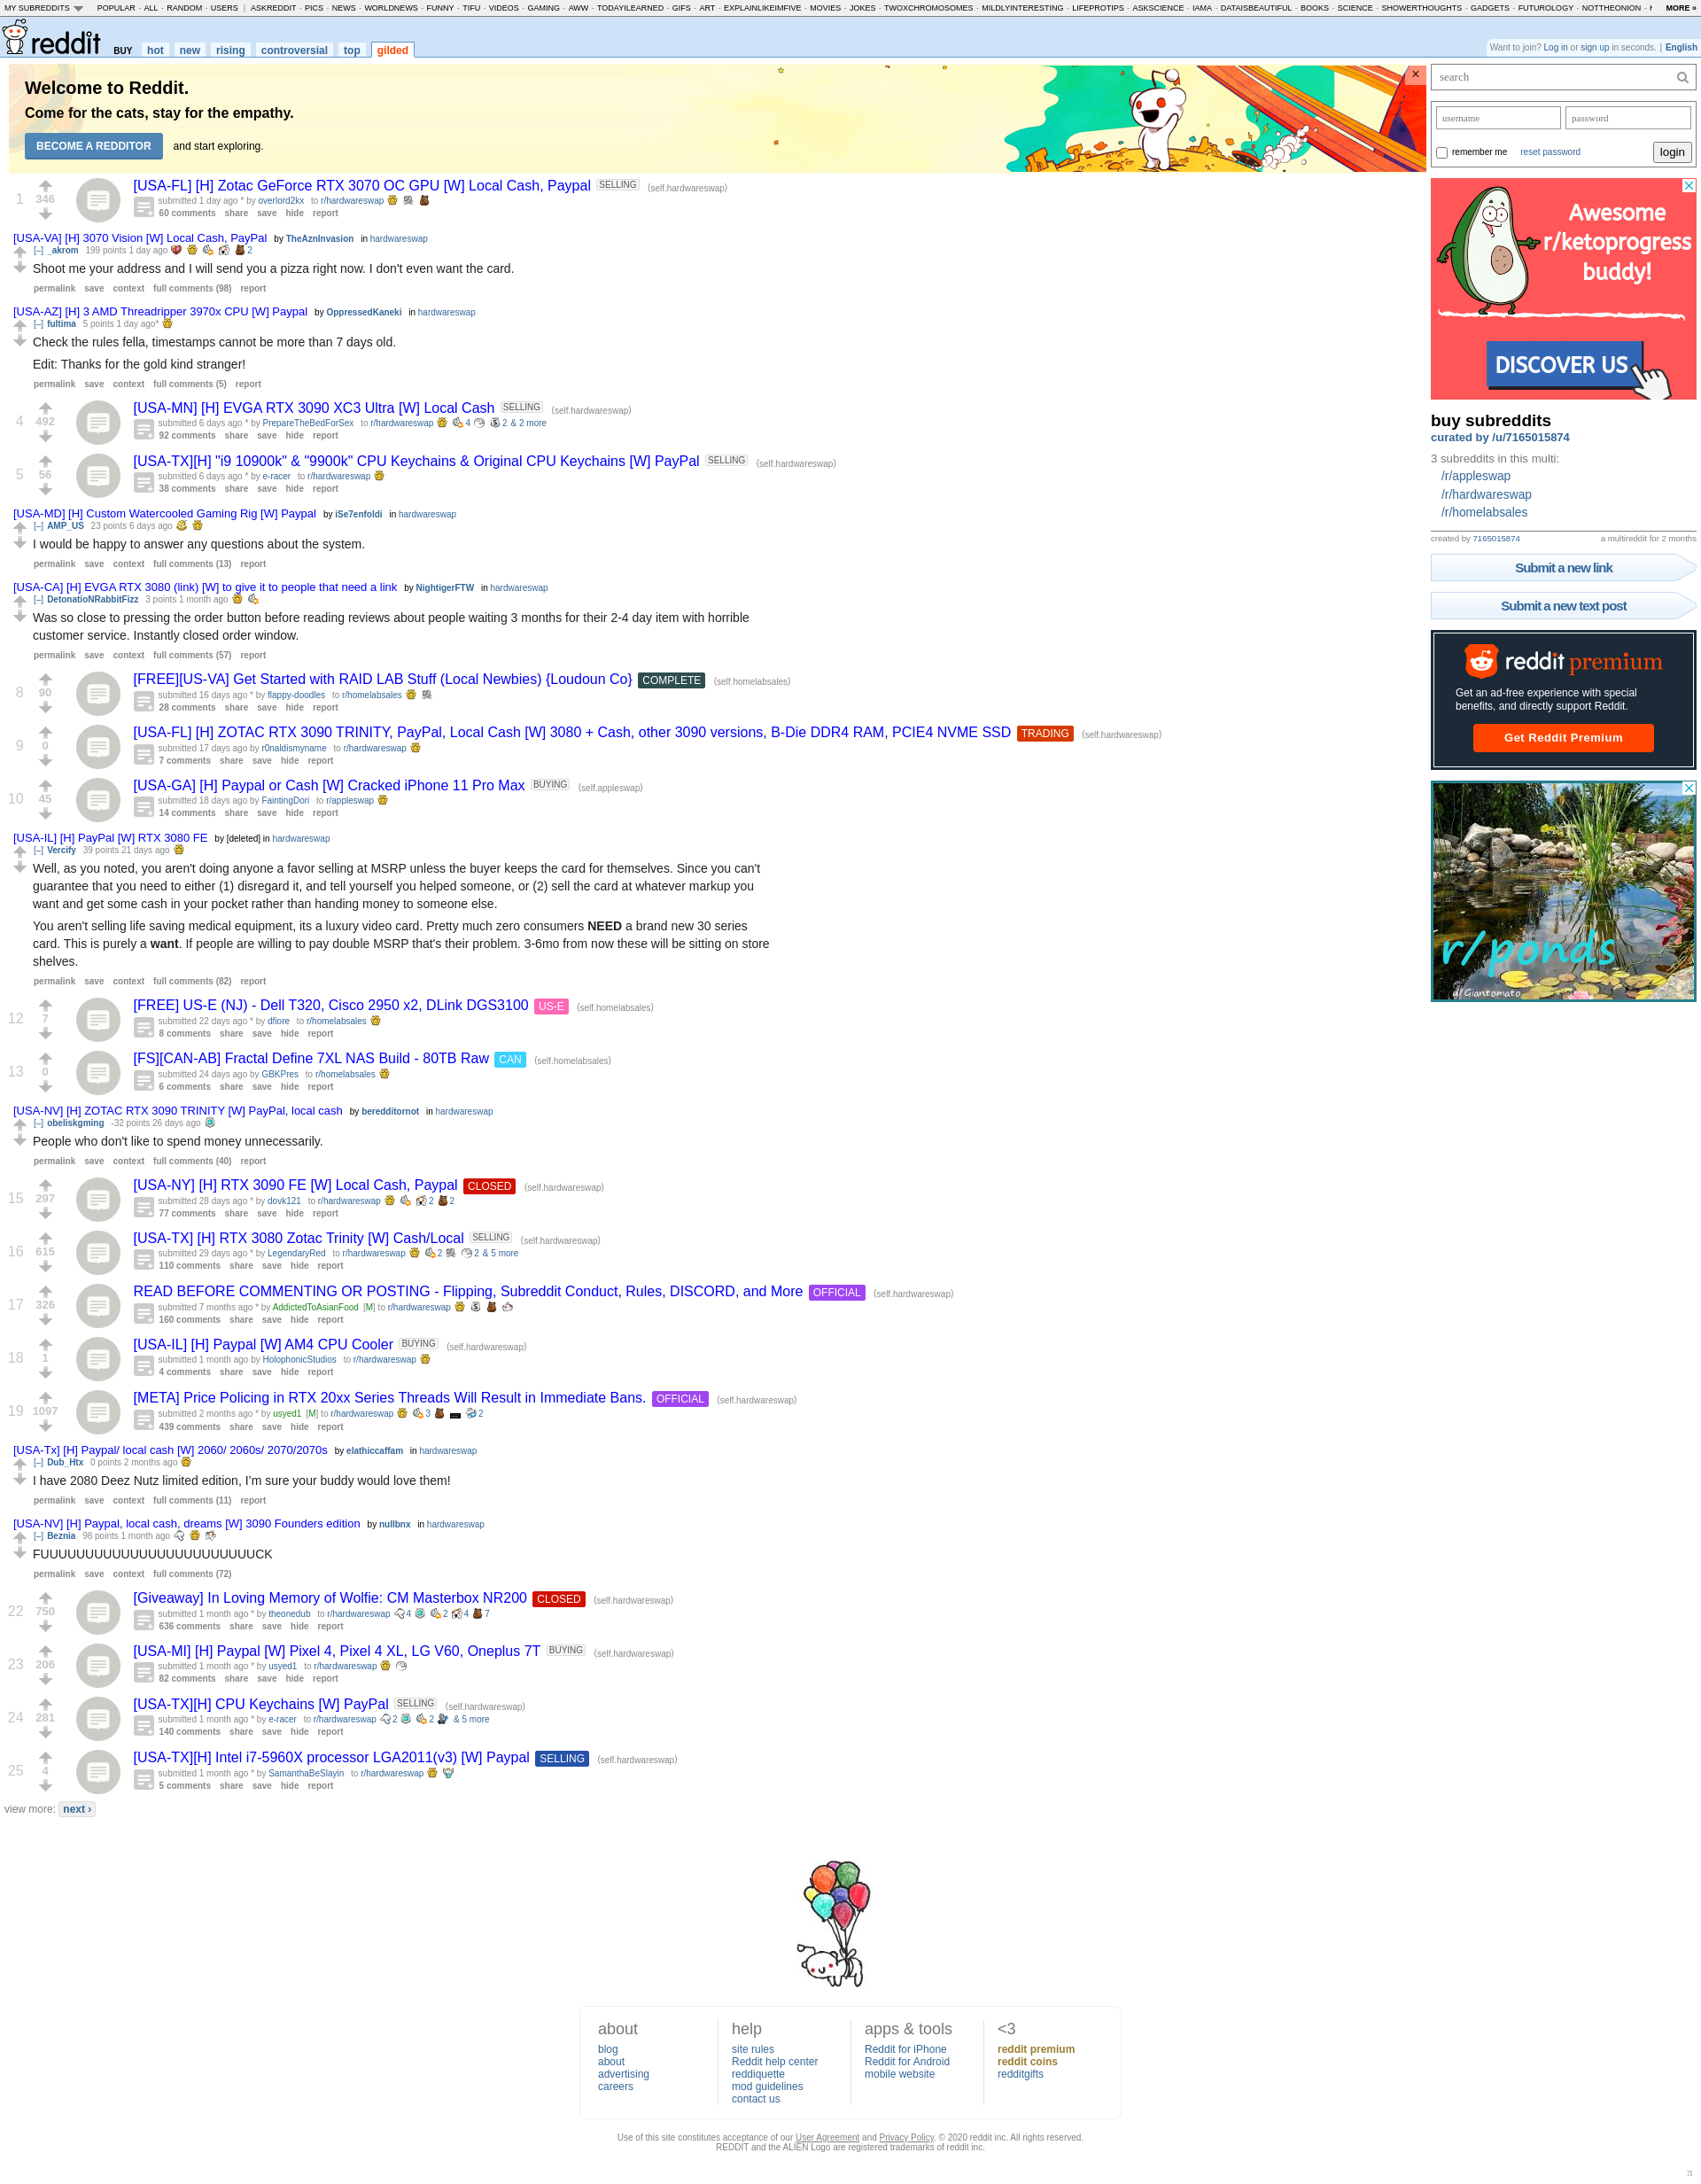 MY SUBREDDITS POPULAR - ALL - RANDOM - USERS | ASKREDDIT - PICS - NEWS - WORLDNEWS - FUNNY - TIFU - VIDEOS - GAMING - AWW - TODAYILEARNED - GIFS - ART - EXPLAINLIKEIMFIVE - MOVIES - JOKES - TWOXCHROMOSOMES - MILDLYINTERESTING - LIFEPROTIPS - ASKSCIENCE - IAMA - DATAISBEAUTIFUL - BOOKS - SCIENCE - SHOWERTHOUGHTS - GADGETS - FUTUROLOGY - NOTTHEONION - MORE »
reddit BUY hot new rising controversial top gilded
Want to join? Log in or sign up in seconds. | English
Welcome to Reddit.
Come for the cats, stay for the empathy.
BECOME A REDDITOR and start exploring.
×
1
346
[USA-FL] [H] Zotac GeForce RTX 3070 OC GPU [W] Local Cash, Paypal SELLING (self.hardwareswap)
submitted 1 day ago * by overlord2kx to r/hardwareswap
60 comments share save hide report
[USA-VA] [H] 3070 Vision [W] Local Cash, PayPal by TheAznInvasion in hardwareswap
[–] _akrom 199 points 1 day ago 2
Shoot me your address and I will send you a pizza right now. I don't even want the card.
permalink save context full comments (98) report
[USA-AZ] [H] 3 AMD Threadripper 3970x CPU [W] Paypal by OppressedKaneki in hardwareswap
[–] fultima 5 points 1 day ago*
Check the rules fella, timestamps cannot be more than 7 days old.
Edit: Thanks for the gold kind stranger!
permalink save context full comments (5) report
4
492
[USA-MN] [H] EVGA RTX 3090 XC3 Ultra [W] Local Cash SELLING (self.hardwareswap)
submitted 6 days ago * by PrepareTheBedForSex to r/hardwareswap 4 2 & 2 more
92 comments share save hide report
5
56
[USA-TX][H] "i9 10900k" & "9900k" CPU Keychains & Original CPU Keychains [W] PayPal SELLING (self.hardwareswap)
submitted 6 days ago * by e-racer to r/hardwareswap
38 comments share save hide report
[USA-MD] [H] Custom Watercooled Gaming Rig [W] Paypal by iSe7enfoldi in hardwareswap
[–] AMP_US 23 points 6 days ago
I would be happy to answer any questions about the system.
permalink save context full comments (13) report
[USA-CA] [H] EVGA RTX 3080 (link) [W] to give it to people that need a link by NightigerFTW in hardwareswap
[–] DetonatioNRabbitFizz 3 points 1 month ago
Was so close to pressing the order button before reading reviews about people waiting 3 months for their 2-4 day item with horrible
customer service. Instantly closed order window.
permalink save context full comments (57) report
8
90
[FREE][US-VA] Get Started with RAID LAB Stuff (Local Newbies) {Loudoun Co} COMPLETE (self.homelabsales)
submitted 16 days ago * by flappy-doodles to r/homelabsales
28 comments share save hide report
9
0
[USA-FL] [H] ZOTAC RTX 3090 TRINITY, PayPal, Local Cash [W] 3080 + Cash, other 3090 versions, B-Die DDR4 RAM, PCIE4 NVME SSD TRADING (self.hardwareswap)
submitted 17 days ago by r0naldismyname to r/hardwareswap
7 comments share save hide report
10
45
[USA-GA] [H] Paypal or Cash [W] Cracked iPhone 11 Pro Max BUYING (self.appleswap)
submitted 18 days ago by FaintingDori to r/appleswap
14 comments share save hide report
[USA-IL] [H] PayPal [W] RTX 3080 FE by [deleted] in hardwareswap
[–] Vercify 39 points 21 days ago
Well, as you noted, you aren't doing anyone a favor selling at MSRP unless the buyer keeps the card for themselves. Since you can't
guarantee that you need to either (1) disregard it, and tell yourself you helped someone, or (2) sell the card at whatever markup you
want and get some cash in your pocket rather than handing money to someone else.
You aren't selling life saving medical equipment, its a luxury video card. Pretty much zero consumers NEED a brand new 30 series
card. This is purely a want. If people are willing to pay double MSRP that's their problem. 3-6mo from now these will be sitting on store
shelves.
permalink save context full comments (82) report
12
7
[FREE] US-E (NJ) - Dell T320, Cisco 2950 x2, DLink DGS3100 US-E (self.homelabsales)
submitted 22 days ago * by dfiore to r/homelabsales
8 comments share save hide report
13
0
[FS][CAN-AB] Fractal Define 7XL NAS Build - 80TB Raw CAN (self.homelabsales)
submitted 24 days ago by GBKPres to r/homelabsales
6 comments share save hide report
[USA-NV] [H] ZOTAC RTX 3090 TRINITY [W] PayPal, local cash by beredditornot in hardwareswap
[–] obeliskgming -32 points 26 days ago
People who don't like to spend money unnecessarily.
permalink save context full comments (40) report
15
297
[USA-NY] [H] RTX 3090 FE [W] Local Cash, Paypal CLOSED (self.hardwareswap)
submitted 28 days ago * by dovk121 to r/hardwareswap 2 2
77 comments share save hide report
16
615
[USA-TX] [H] RTX 3080 Zotac Trinity [W] Cash/Local SELLING (self.hardwareswap)
submitted 29 days ago * by LegendaryRed to r/hardwareswap 2 2 & 5 more
110 comments share save hide report
17
326
READ BEFORE COMMENTING OR POSTING - Flipping, Subreddit Conduct, Rules, DISCORD, and More OFFICIAL (self.hardwareswap)
submitted 7 months ago * by AddictedToAsianFood [M] to r/hardwareswap
160 comments share save hide report
18
1
[USA-IL] [H] Paypal [W] AM4 CPU Cooler BUYING (self.hardwareswap)
submitted 1 month ago by HolophonicStudios to r/hardwareswap
4 comments share save hide report
19
1097
[META] Price Policing in RTX 20xx Series Threads Will Result in Immediate Bans. OFFICIAL (self.hardwareswap)
submitted 2 months ago * by usyed1 [M] to r/hardwareswap 3 2
439 comments share save hide report
[USA-Tx] [H] Paypal/ local cash [W] 2060/ 2060s/ 2070/2070s by elathiccaffam in hardwareswap
[–] Dub_Htx 0 points 2 months ago
I have 2080 Deez Nutz limited edition, I'm sure your buddy would love them!
permalink save context full comments (11) report
[USA-NV] [H] Paypal, local cash, dreams [W] 3090 Founders edition by nullbnx in hardwareswap
[–] Beznia 98 points 1 month ago
FUUUUUUUUUUUUUUUUUUUUUUUUCK
permalink save context full comments (72)
22
750
[Giveaway] In Loving Memory of Wolfie: CM Masterbox NR200 CLOSED (self.hardwareswap)
submitted 1 month ago * by theonedub to r/hardwareswap 4 2 4 7
636 comments share save hide report
23
206
[USA-MI] [H] Paypal [W] Pixel 4, Pixel 4 XL, LG V60, Oneplus 7T BUYING (self.hardwareswap)
submitted 1 month ago * by usyed1 to r/hardwareswap
82 comments share save hide report
24
281
[USA-TX][H] CPU Keychains [W] PayPal SELLING (self.hardwareswap)
submitted 1 month ago * by e-racer to r/hardwareswap 2 2 & 5 more
140 comments share save hide report
25
4
[USA-TX][H] Intel i7-5960X processor LGA2011(v3) [W] Paypal SELLING (self.hardwareswap)
submitted 1 month ago * by SamanthaBeSlayin to r/hardwareswap
5 comments share save hide report
view more: next ›
search
username password
remember me reset password login
Awesome
r/ketoprogress
buddy!
DISCOVER US
buy subreddits
curated by /u/7165015874
3 subreddits in this multi:
/r/appleswap
/r/hardwareswap
/r/homelabsales
created by 7165015874 a multireddit for 2 months
Submit a new link
Submit a new text post
reddit premium
Get an ad-free experience with special
benefits, and directly support Reddit.
Get Reddit Premium
r/ponds
Giantomato
about
blog
about
advertising
careers
help
site rules
Reddit help center
reddiquette
mod guidelines
contact us
apps & tools
Reddit for iPhone
Reddit for Android
mobile website
<3
reddit premium
reddit coins
redditgifts
Use of this site constitutes acceptance of our User Agreement and Privacy Policy. © 2020 reddit inc. All rights reserved.
REDDIT and the ALIEN Logo are registered trademarks of reddit inc.
π